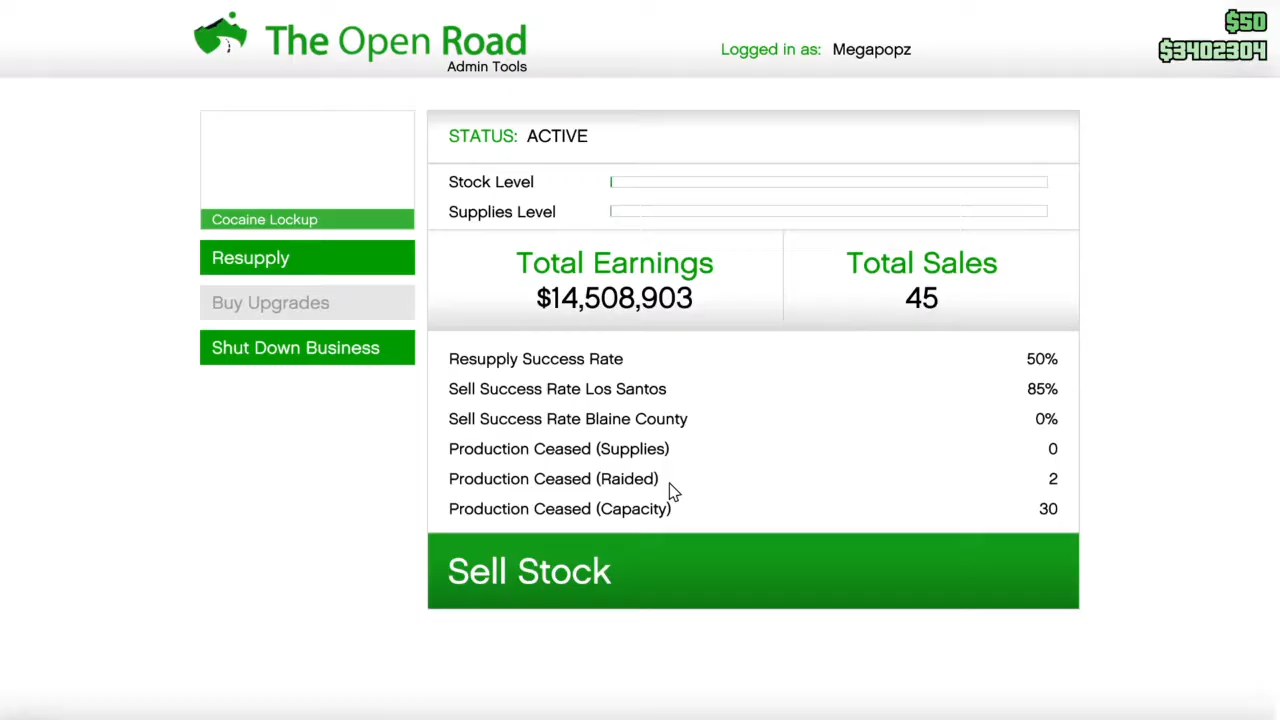 The Open Road
Admin Tools
Logged in as: Megapopz
$50
$3402304
Cocaine Lockup
Resupply
Buy Upgrades
Shut Down Business
STATUS: ACTIVE
Stock Level
Supplies Level
Total Earnings
$14,508,903
Total Sales
45
Resupply Success Rate 50%
Sell Success Rate Los Santos 85%
Sell Success Rate Blaine County 0%
Production Ceased (Supplies) 0
Production Ceased (Raided) 2
Production Ceased (Capacity) 30
Sell Stock